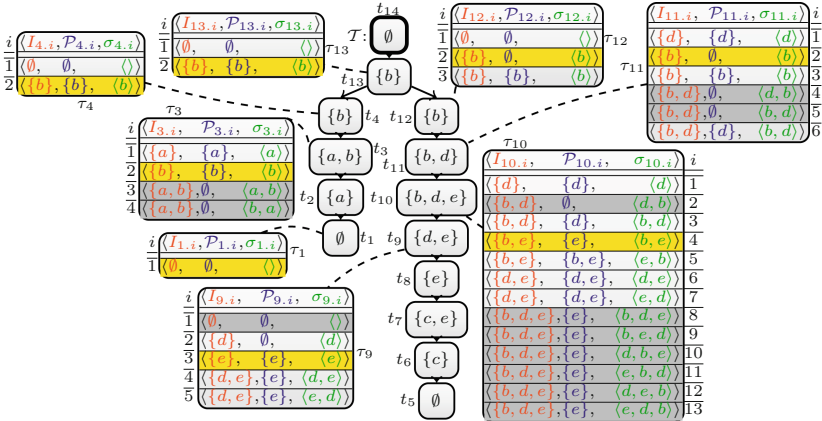 t₁₄
𝒯: ∅
t₁₃ {b}
{b} t₄
t₁₂ {b}
{a, b} t₃
t₁₁ {b, d}
t₂ {a}
t₁₀ {b, d, e}
∅ t₁
t₉ {d, e}
t₈ {e}
t₇ {c, e}
t₆ {c}
t₅ ∅
τ₄
i ⟨I₄.ᵢ, 𝒫₄.ᵢ, σ₄.ᵢ⟩
1 ⟨∅, ∅, ⟨⟩⟩
2 ⟨{b}, {b}, ⟨b⟩⟩
τ₁₃
i ⟨I₁₃.ᵢ, 𝒫₁₃.ᵢ, σ₁₃.ᵢ⟩
1 ⟨∅, ∅, ⟨⟩⟩
2 ⟨{b}, {b}, ⟨b⟩⟩
τ₁₂
i ⟨I₁₂.ᵢ, 𝒫₁₂.ᵢ, σ₁₂.ᵢ⟩
1 ⟨∅, ∅, ⟨⟩⟩
2 ⟨{b}, ∅, ⟨b⟩⟩
3 ⟨{b}, {b}, ⟨b⟩⟩
τ₁₁
⟨I₁₁.ᵢ, 𝒫₁₁.ᵢ, σ₁₁.ᵢ⟩ i
⟨{d}, {d}, ⟨d⟩⟩ 1
⟨{b}, ∅, ⟨b⟩⟩ 2
⟨{b}, {b}, ⟨b⟩⟩ 3
⟨{b, d}, ∅, ⟨d, b⟩⟩ 4
⟨{b, d}, ∅, ⟨b, d⟩⟩ 5
⟨{b, d}, {d}, ⟨b, d⟩⟩ 6
τ₃
i ⟨I₃.ᵢ, 𝒫₃.ᵢ, σ₃.ᵢ⟩
1 ⟨{a}, {a}, ⟨a⟩⟩
2 ⟨{b}, {b}, ⟨b⟩⟩
3 ⟨{a, b}, ∅, ⟨a, b⟩⟩
4 ⟨{a, b}, ∅, ⟨b, a⟩⟩
τ₁₀
⟨I₁₀.ᵢ, 𝒫₁₀.ᵢ, σ₁₀.ᵢ⟩ i
⟨{d}, {d}, ⟨d⟩⟩ 1
⟨{b, d}, ∅, ⟨d, b⟩⟩ 2
⟨{b, d}, {d}, ⟨b, d⟩⟩ 3
⟨{b, e}, {e}, ⟨b, e⟩⟩ 4
⟨{b, e}, {b, e}, ⟨e, b⟩⟩ 5
⟨{d, e}, {d, e}, ⟨d, e⟩⟩ 6
⟨{d, e}, {d, e}, ⟨e, d⟩⟩ 7
⟨{b, d, e}, {e}, ⟨b, d, e⟩⟩ 8
⟨{b, d, e}, {e}, ⟨b, e, d⟩⟩ 9
⟨{b, d, e}, {e}, ⟨d, b, e⟩⟩ 10
⟨{b, d, e}, {e}, ⟨e, b, d⟩⟩ 11
⟨{b, d, e}, {e}, ⟨d, e, b⟩⟩ 12
⟨{b, d, e}, {e}, ⟨e, d, b⟩⟩ 13
τ₁
i ⟨I₁.ᵢ, 𝒫₁.ᵢ, σ₁.ᵢ⟩
1 ⟨∅, ∅, ⟨⟩⟩
τ₉
i ⟨I₉.ᵢ, 𝒫₉.ᵢ, σ₉.ᵢ⟩
1 ⟨∅, ∅, ⟨⟩⟩
2 ⟨{d}, ∅, ⟨d⟩⟩
3 ⟨{e}, {e}, ⟨e⟩⟩
4 ⟨{d, e}, {e}, ⟨d, e⟩⟩
5 ⟨{d, e}, {e}, ⟨e, d⟩⟩